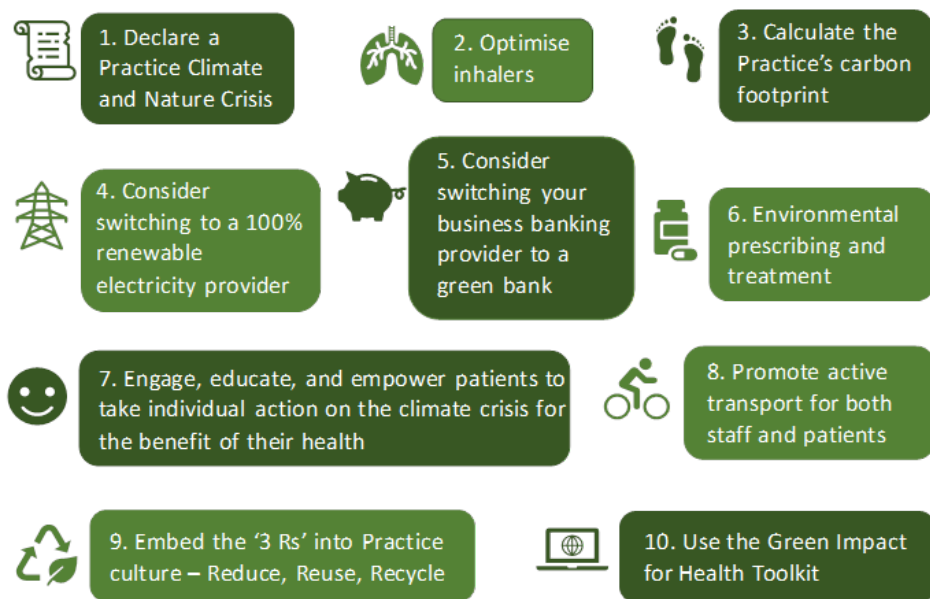 1. Declare a
Practice Climate
and Nature Crisis
2. Optimise
inhalers
3. Calculate the
Practice's carbon
footprint
4. Consider
switching to a 100%
renewable
electricity provider
5. Consider
switching your
business banking
provider to a
green bank
6. Environmental
prescribing and
treatment
7. Engage, educate, and empower patients to
take individual action on the climate crisis for
the benefit of their health
8. Promote active
transport for both
staff and patients
9. Embed the ‘3 Rs’ into Practice
culture – Reduce, Reuse, Recycle
10. Use the Green Impact
for Health Toolkit